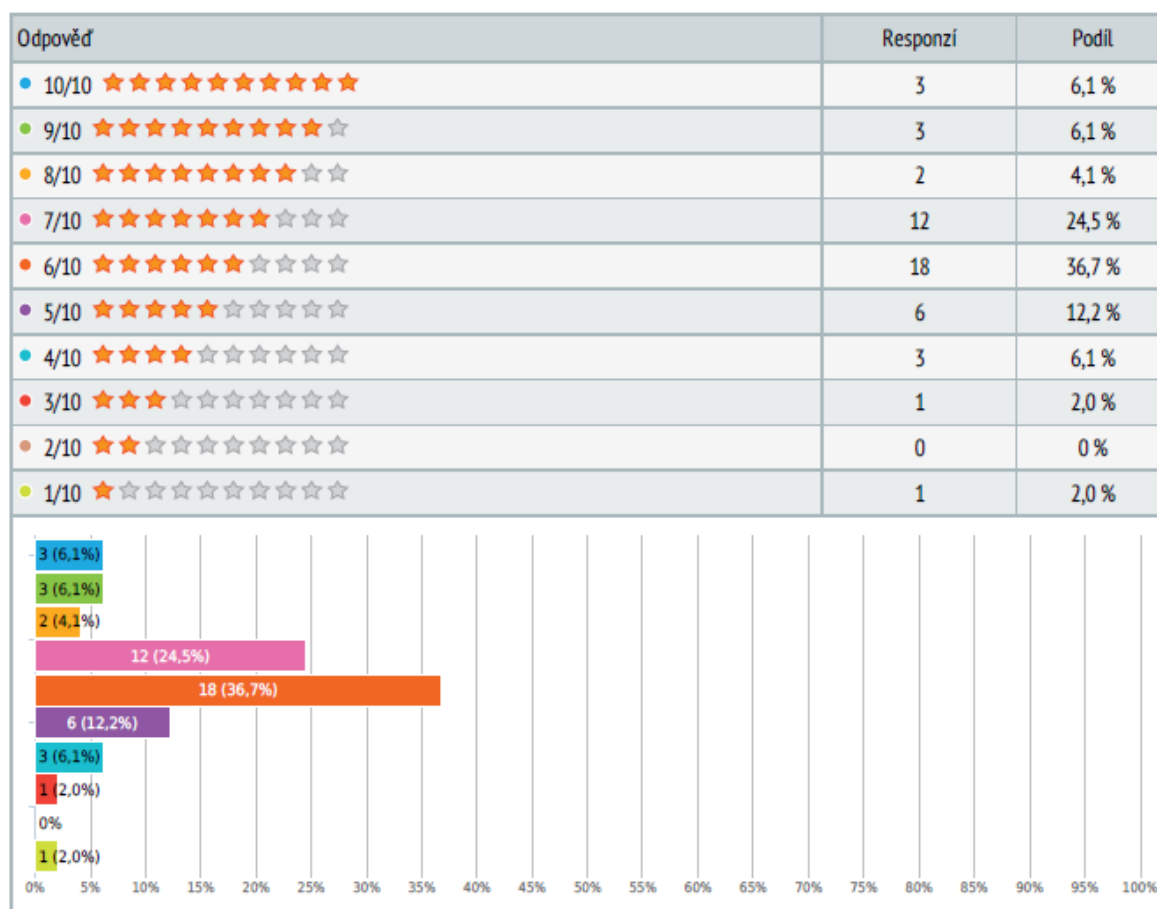 Odpověď Responzí Podíl
10/10 3 6,1 %
9/10 3 6,1 %
8/10 2 4,1 %
7/10 12 24,5 %
6/10 18 36,7 %
5/10 6 12,2 %
4/10 3 6,1 %
3/10 1 2,0 %
2/10 0 0 %
1/10 1 2,0 %
3 (6,1%)
3 (6,1%)
2 (4,1%)
12 (24,5%)
18 (36,7%)
6 (12,2%)
3 (6,1%)
1 (2,0%)
0%
1 (2,0%)
0% 5% 10% 15% 20% 25% 30% 35% 40% 45% 50% 55% 60% 65% 70% 75% 80% 85% 90% 95% 100%